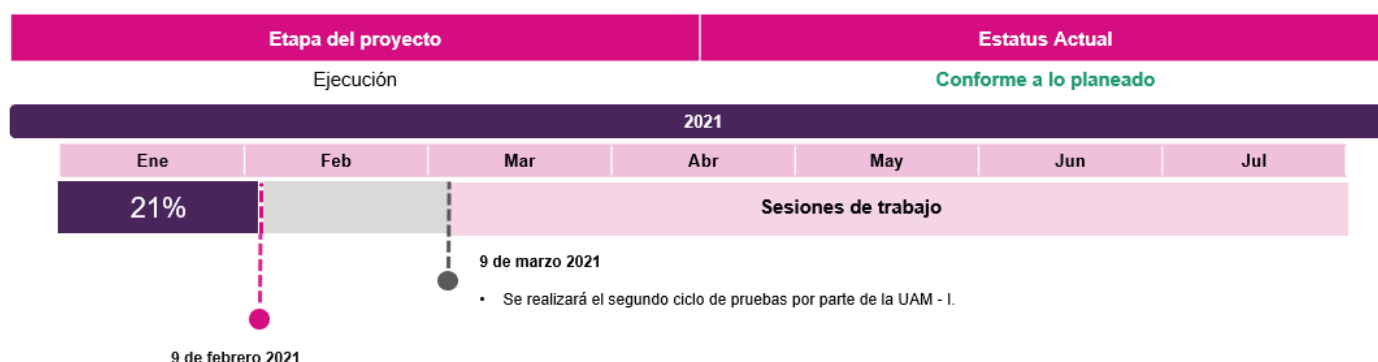 Etapa del proyecto
Estatus Actual
Ejecución
Conforme a lo planeado
2021
Ene
Feb
Mar
Abr
May
Jun
Jul
21%
Sesiones de trabajo
9 de marzo 2021
• Se realizará el segundo ciclo de pruebas por parte de la UAM - I.
9 de febrero 2021